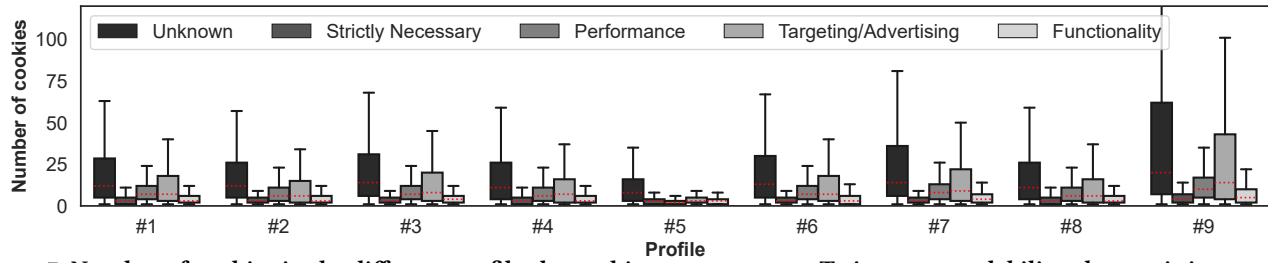 Unknown Strictly Necessary Performance Targeting/Advertising Functionality
Number of cookies
100
75
50
25
0
#1 #2 #3 #4 #5 #6 #7 #8 #9
Profile